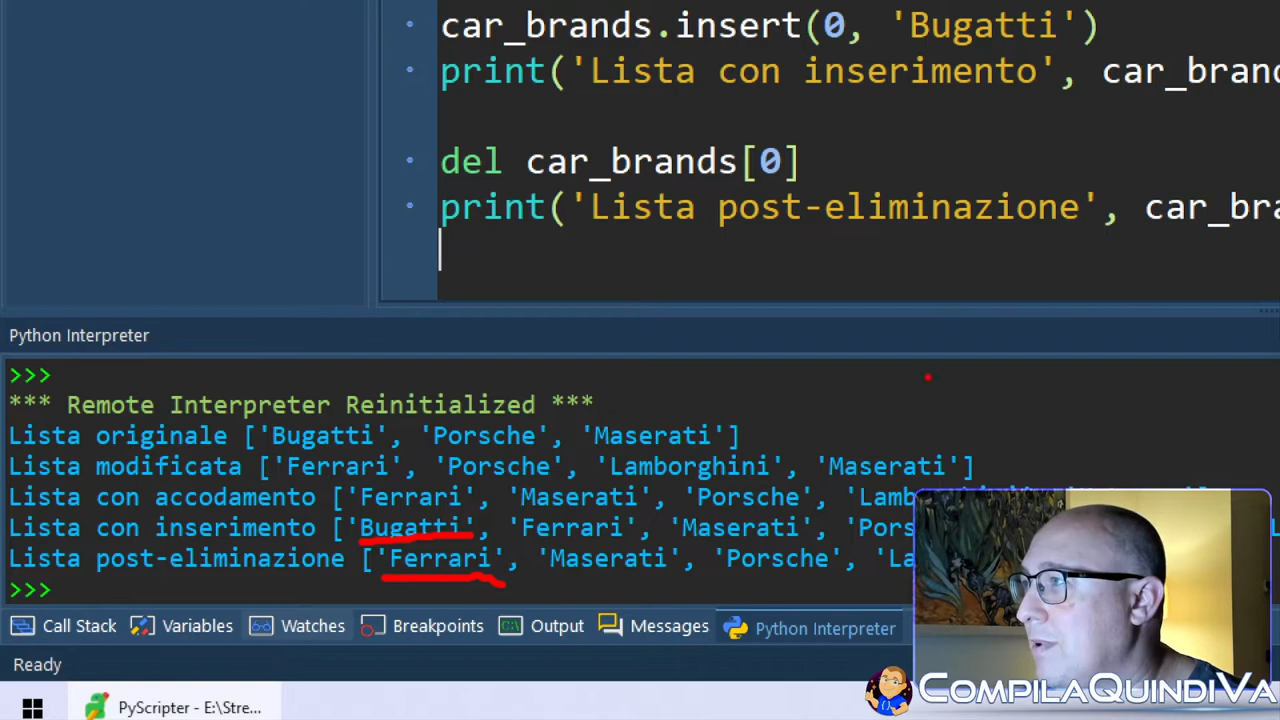 car_brands.insert(0, 'Bugatti')
print('Lista con inserimento', car_brand
del car_brands[0]
print('Lista post-eliminazione', car_bra
Python Interpreter
>>>
*** Remote Interpreter Reinitialized ***
Lista originale ['Bugatti', 'Porsche', 'Maserati']
Lista modificata ['Ferrari', 'Porsche', 'Lamborghini', 'Maserati']
Lista con accodamento ['Ferrari', 'Maserati', 'Porsche',
Lista con inserimento ['Bugatti', 'Ferrari', 'Maserati', 'Pors
Lista post-eliminazione ['Ferrari', 'Maserati', 'Porsche', 'La
>>>
Call Stack Variables Watches Breakpoints Output Messages Python Interpreter
Ready
PyScripter - E:\Stre...
COMPILAQUINDIVA